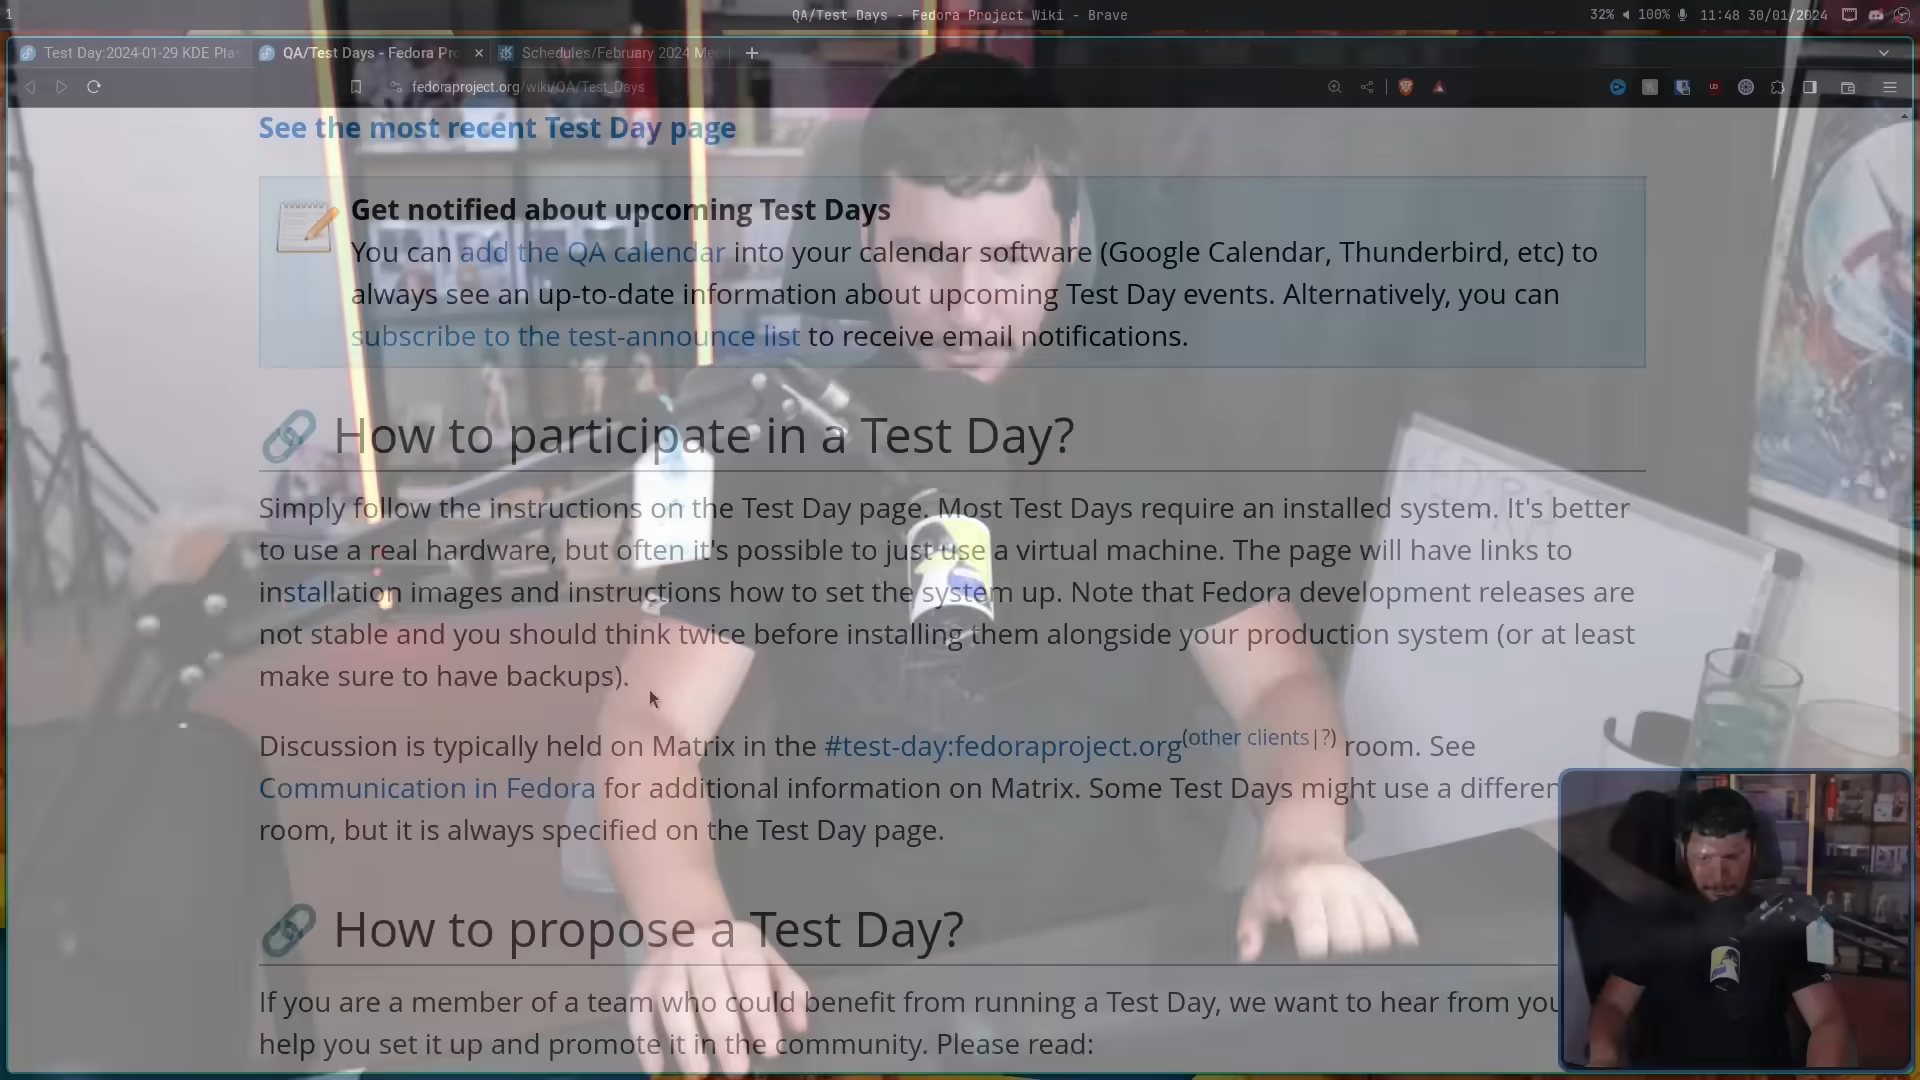 1
QA/Test Days - Fedora Project Wiki - Brave
32% 100% 11:48 30/01/2024
Test Day:2024-01-29 KDE Pla
QA/Test Days - Fedora Pro
Schedules/February 2024 Me
fedoraproject.org/wiki/QA/Test_Days
See the most recent Test Day page
Get notified about upcoming Test Days
You can add the QA calendar into your calendar software (Google Calendar, Thunderbird, etc) to
always see an up-to-date information about upcoming Test Day events. Alternatively, you can
subscribe to the test-announce list to receive email notifications.
How to participate in a Test Day?
Simply follow the instructions on the Test Day page. Most Test Days require an installed system. It's better
to use a real hardware, but often it's possible to just use a virtual machine. The page will have links to
installation images and instructions how to set the system up. Note that Fedora development releases are
not stable and you should think twice before installing them alongside your production system (or at least
make sure to have backups).
Discussion is typically held on Matrix in the #test-day:fedoraproject.org(other clients|?) room. See
Communication in Fedora for additional information on Matrix. Some Test Days might use a differen
room, but it is always specified on the Test Day page.
How to propose a Test Day?
If you are a member of a team who could benefit from running a Test Day, we want to hear from you
help you set it up and promote it in the community. Please read: